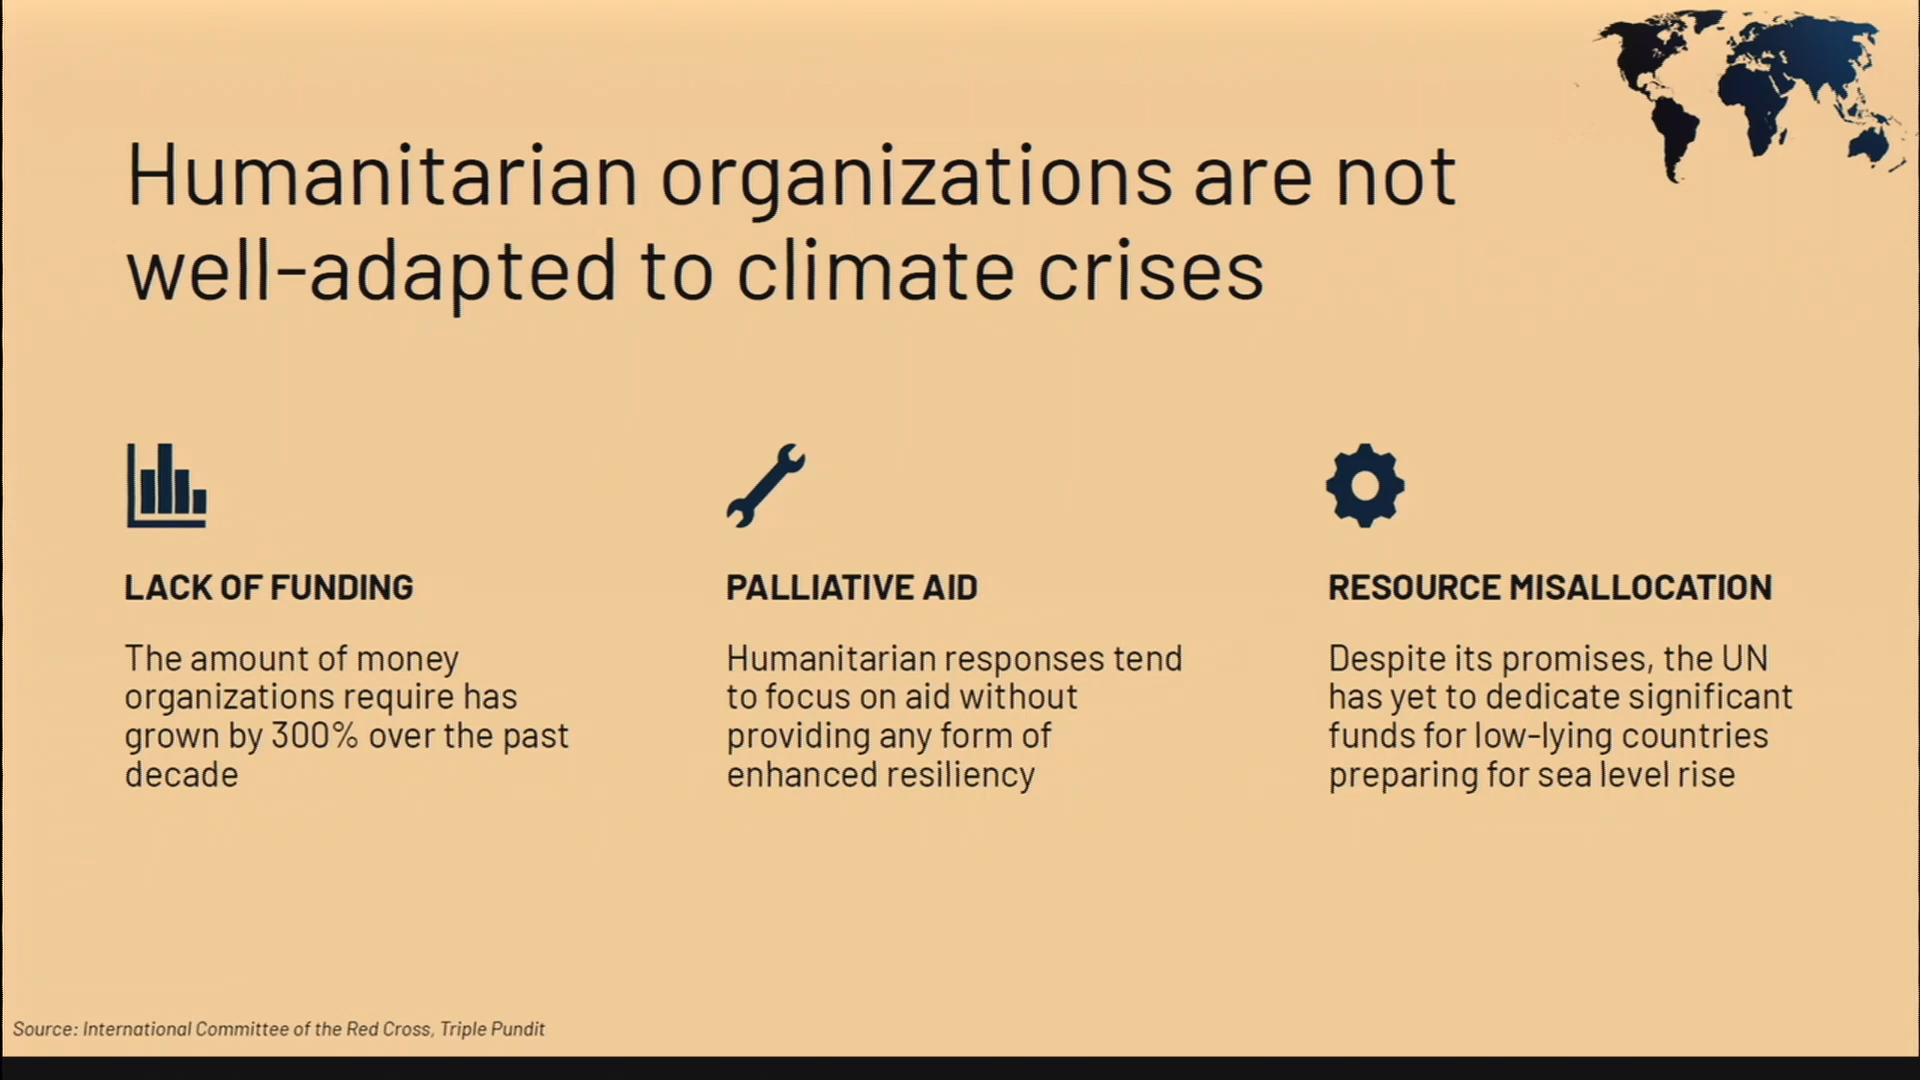 Humanitarian organizations are not
well-adapted to climate crises
LACK OF FUNDING
The amount of money
organizations require has
grown by 300% over the past
decade
PALLIATIVE AID
Humanitarian responses tend
to focus on aid without
providing any form of
enhanced resiliency
RESOURCE MISALLOCATION
Despite its promises, the UN
has yet to dedicate significant
funds for low-lying countries
preparing for sea level rise
Source: International Committee of the Red Cross, Triple Pundit